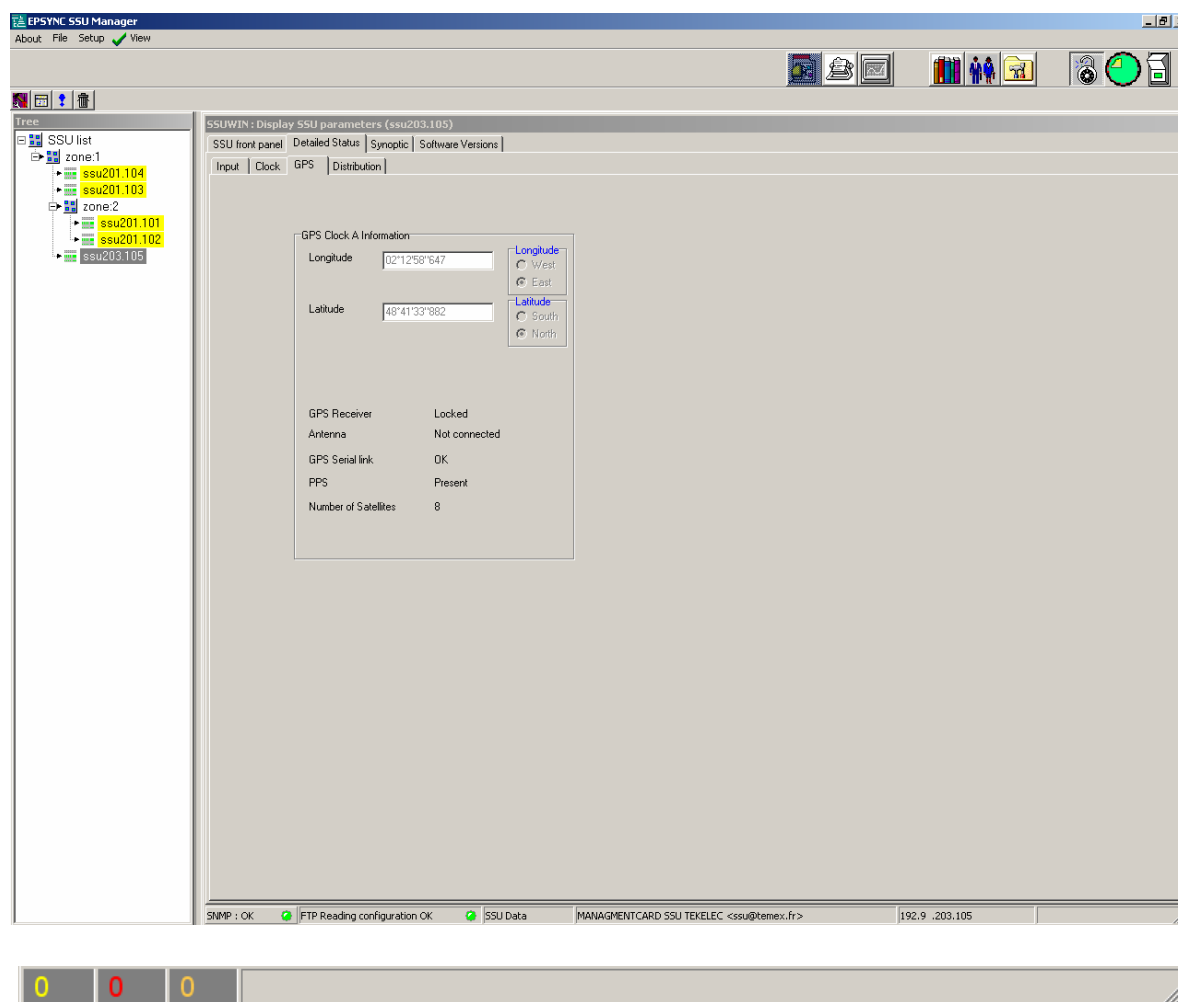 EPSYNC SSU Manager
About File Setup View
Tree
SSU list
zone:1
ssu201.104
ssu201.103
zone:2
ssu201.101
ssu201.102
ssu203.105
SSUWIN : Display SSU parameters (ssu203.105)
SSU front panel Detailed Status Synoptic Software Versions
Input Clock GPS Distribution
GPS Clock A Information
Longitude 02°12'58"647
Longitude
West
East
Latitude 48°41'33"882
Latitude
South
North
GPS Receiver Locked
Antenna Not connected
GPS Serial link OK
PPS Present
Number of Satellites 8
SNMP : OK FTP Reading configuration OK SSU Data MANAGMENTCARD SSU TEKELEC <ssu@temex.fr> 192.9 .203.105
0 0 0